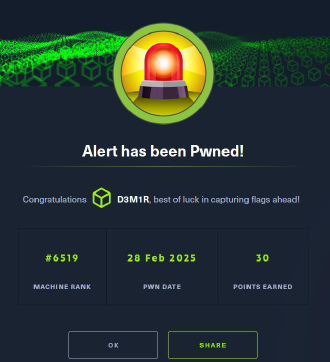 Alert has been Pwned!
Congratulations D3M1R, best of luck in capturing flags ahead!
#6519 28 Feb 2025 30
MACHINE RANK PWN DATE POINTS EARNED
OK SHARE